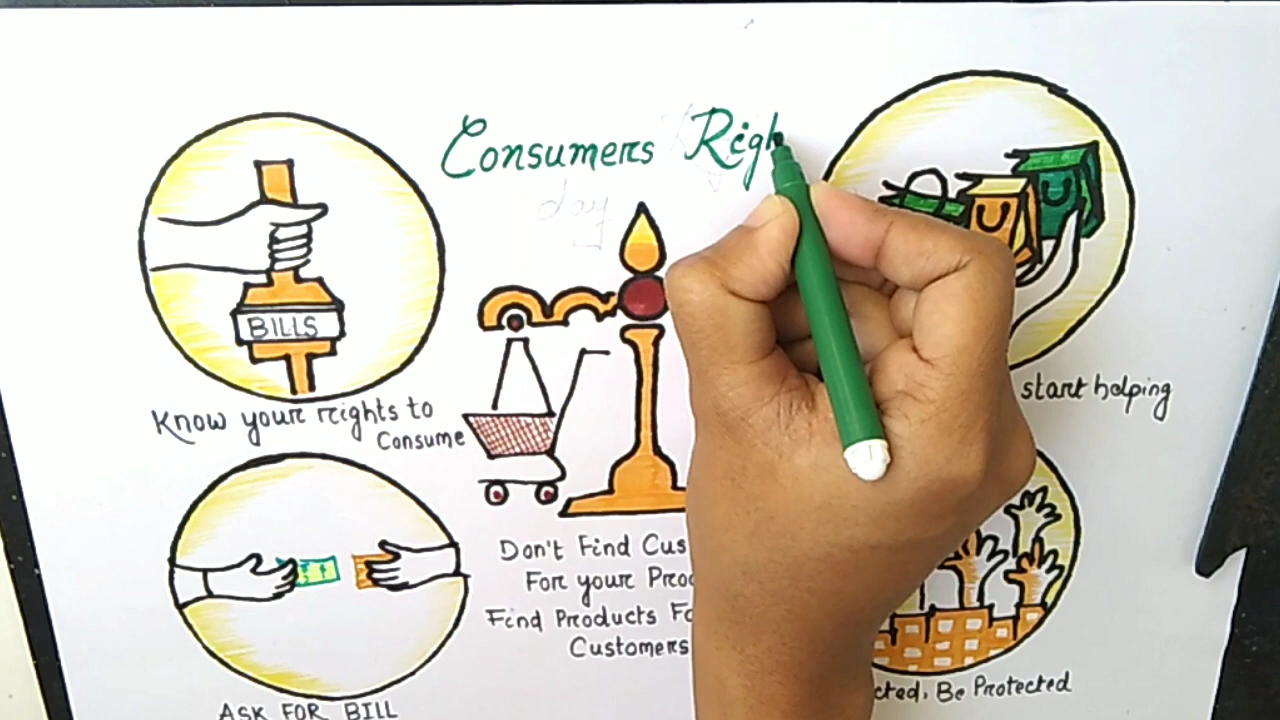 Consumers Righ
day
BILLS
Know your rights to
Consume
start helping
Don't Find Cus
For your Prod
Find Products Fo
Customers
ASK FOR BILL
cted, Be Protected